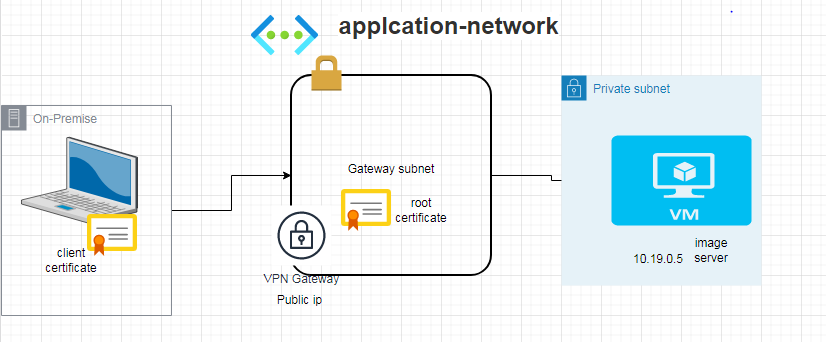 applcation-network
On-Premise
Private subnet
Gateway subnet
root
certificate
client
certificate
VM
image
server
10.19.0.5
VPN Gateway
Public ip